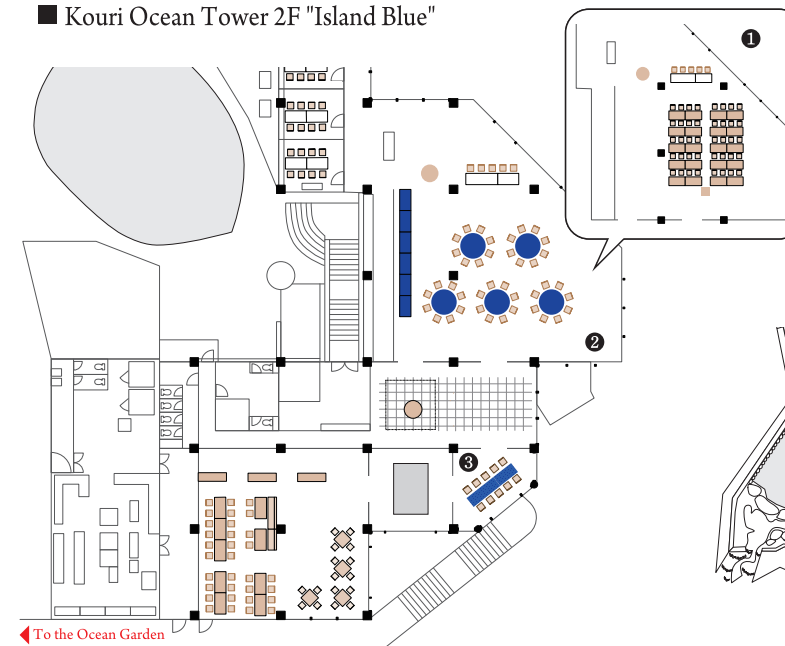 ■ Kouri Ocean Tower 2F "Island Blue"
❶
❷
❸
To the Ocean Garden